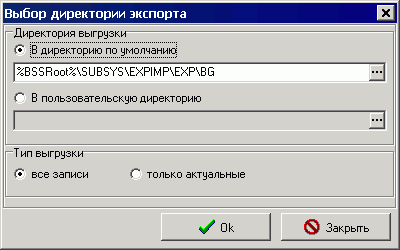 Выбор директории экспорта
Директория выгрузки
В директорию по умолчанию
%BSSRoot%\SUBSYS\EXPIMP\EXP\BG
...
В пользовательскую директорию
...
Тип выгрузки
все записи
только актуальные
Ok
Закрыть